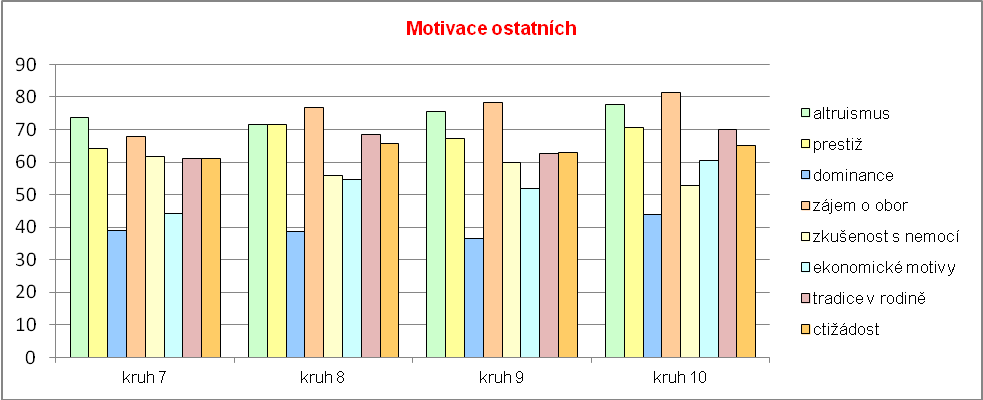 Motivace ostatních
90
80
70
60
50
40
30
20
10
0
kruh 7
kruh 8
kruh 9
kruh 10
altruismus
prestiž
dominance
zájem o obor
zkušenost s nemocí
ekonomické motivy
tradice v rodině
ctižádost